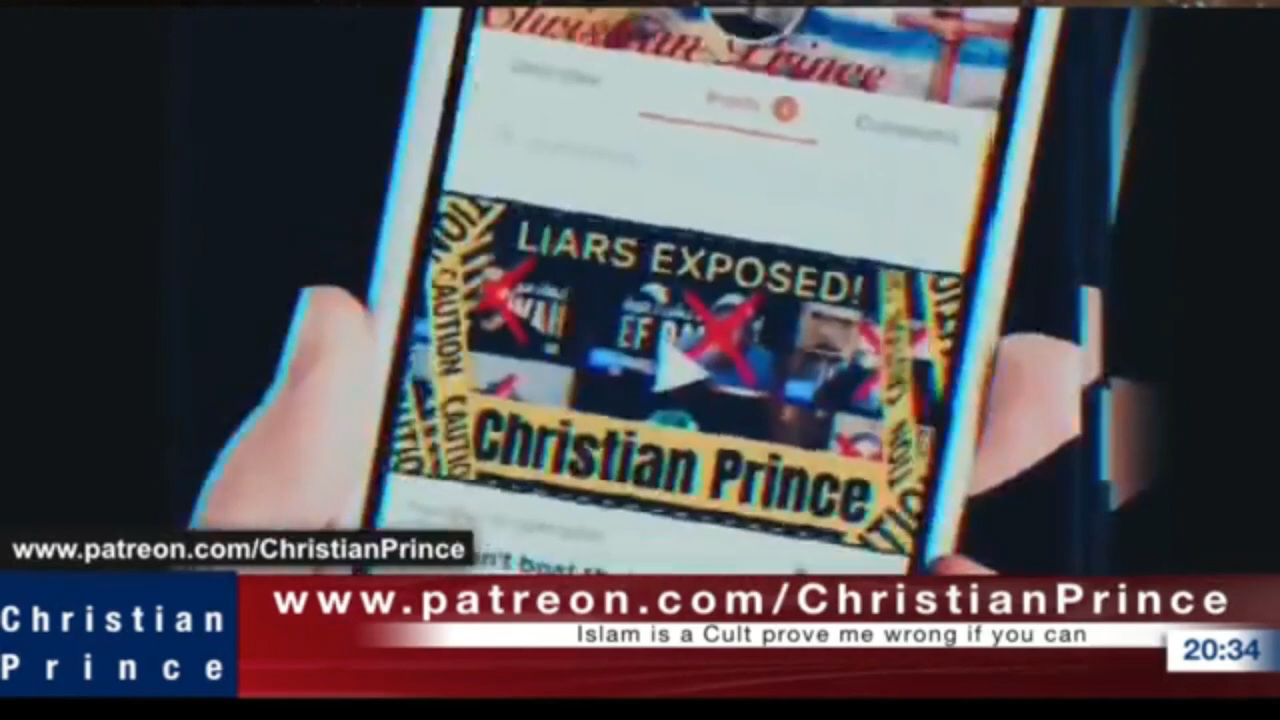 Christian Prince
LIARS EXPOSED!
CAUTION
Christian Prince
www.patreon.com/ChristianPrince
www.patreon.com/ChristianPrince
Christian
Prince
Islam is a Cult prove me wrong if you can
20:34